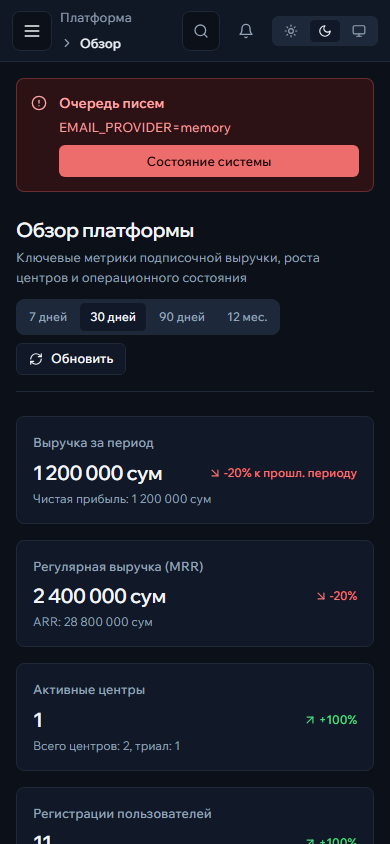 Платформа
Обзор
Очередь писем
EMAIL_PROVIDER=memory
Состояние системы
Обзор платформы
Ключевые метрики подписочной выручки, роста
центров и операционного состояния
7 дней 30 дней 90 дней 12 мес.
Обновить
Выручка за период
1 200 000 сум -20% к прошл. периоду
Чистая прибыль: 1 200 000 сум
Регулярная выручка (MRR)
2 400 000 сум -20%
ARR: 28 800 000 сум
Активные центры
1 +100%
Всего центров: 2, триал: 1
Регистрации пользователей
11 +100%